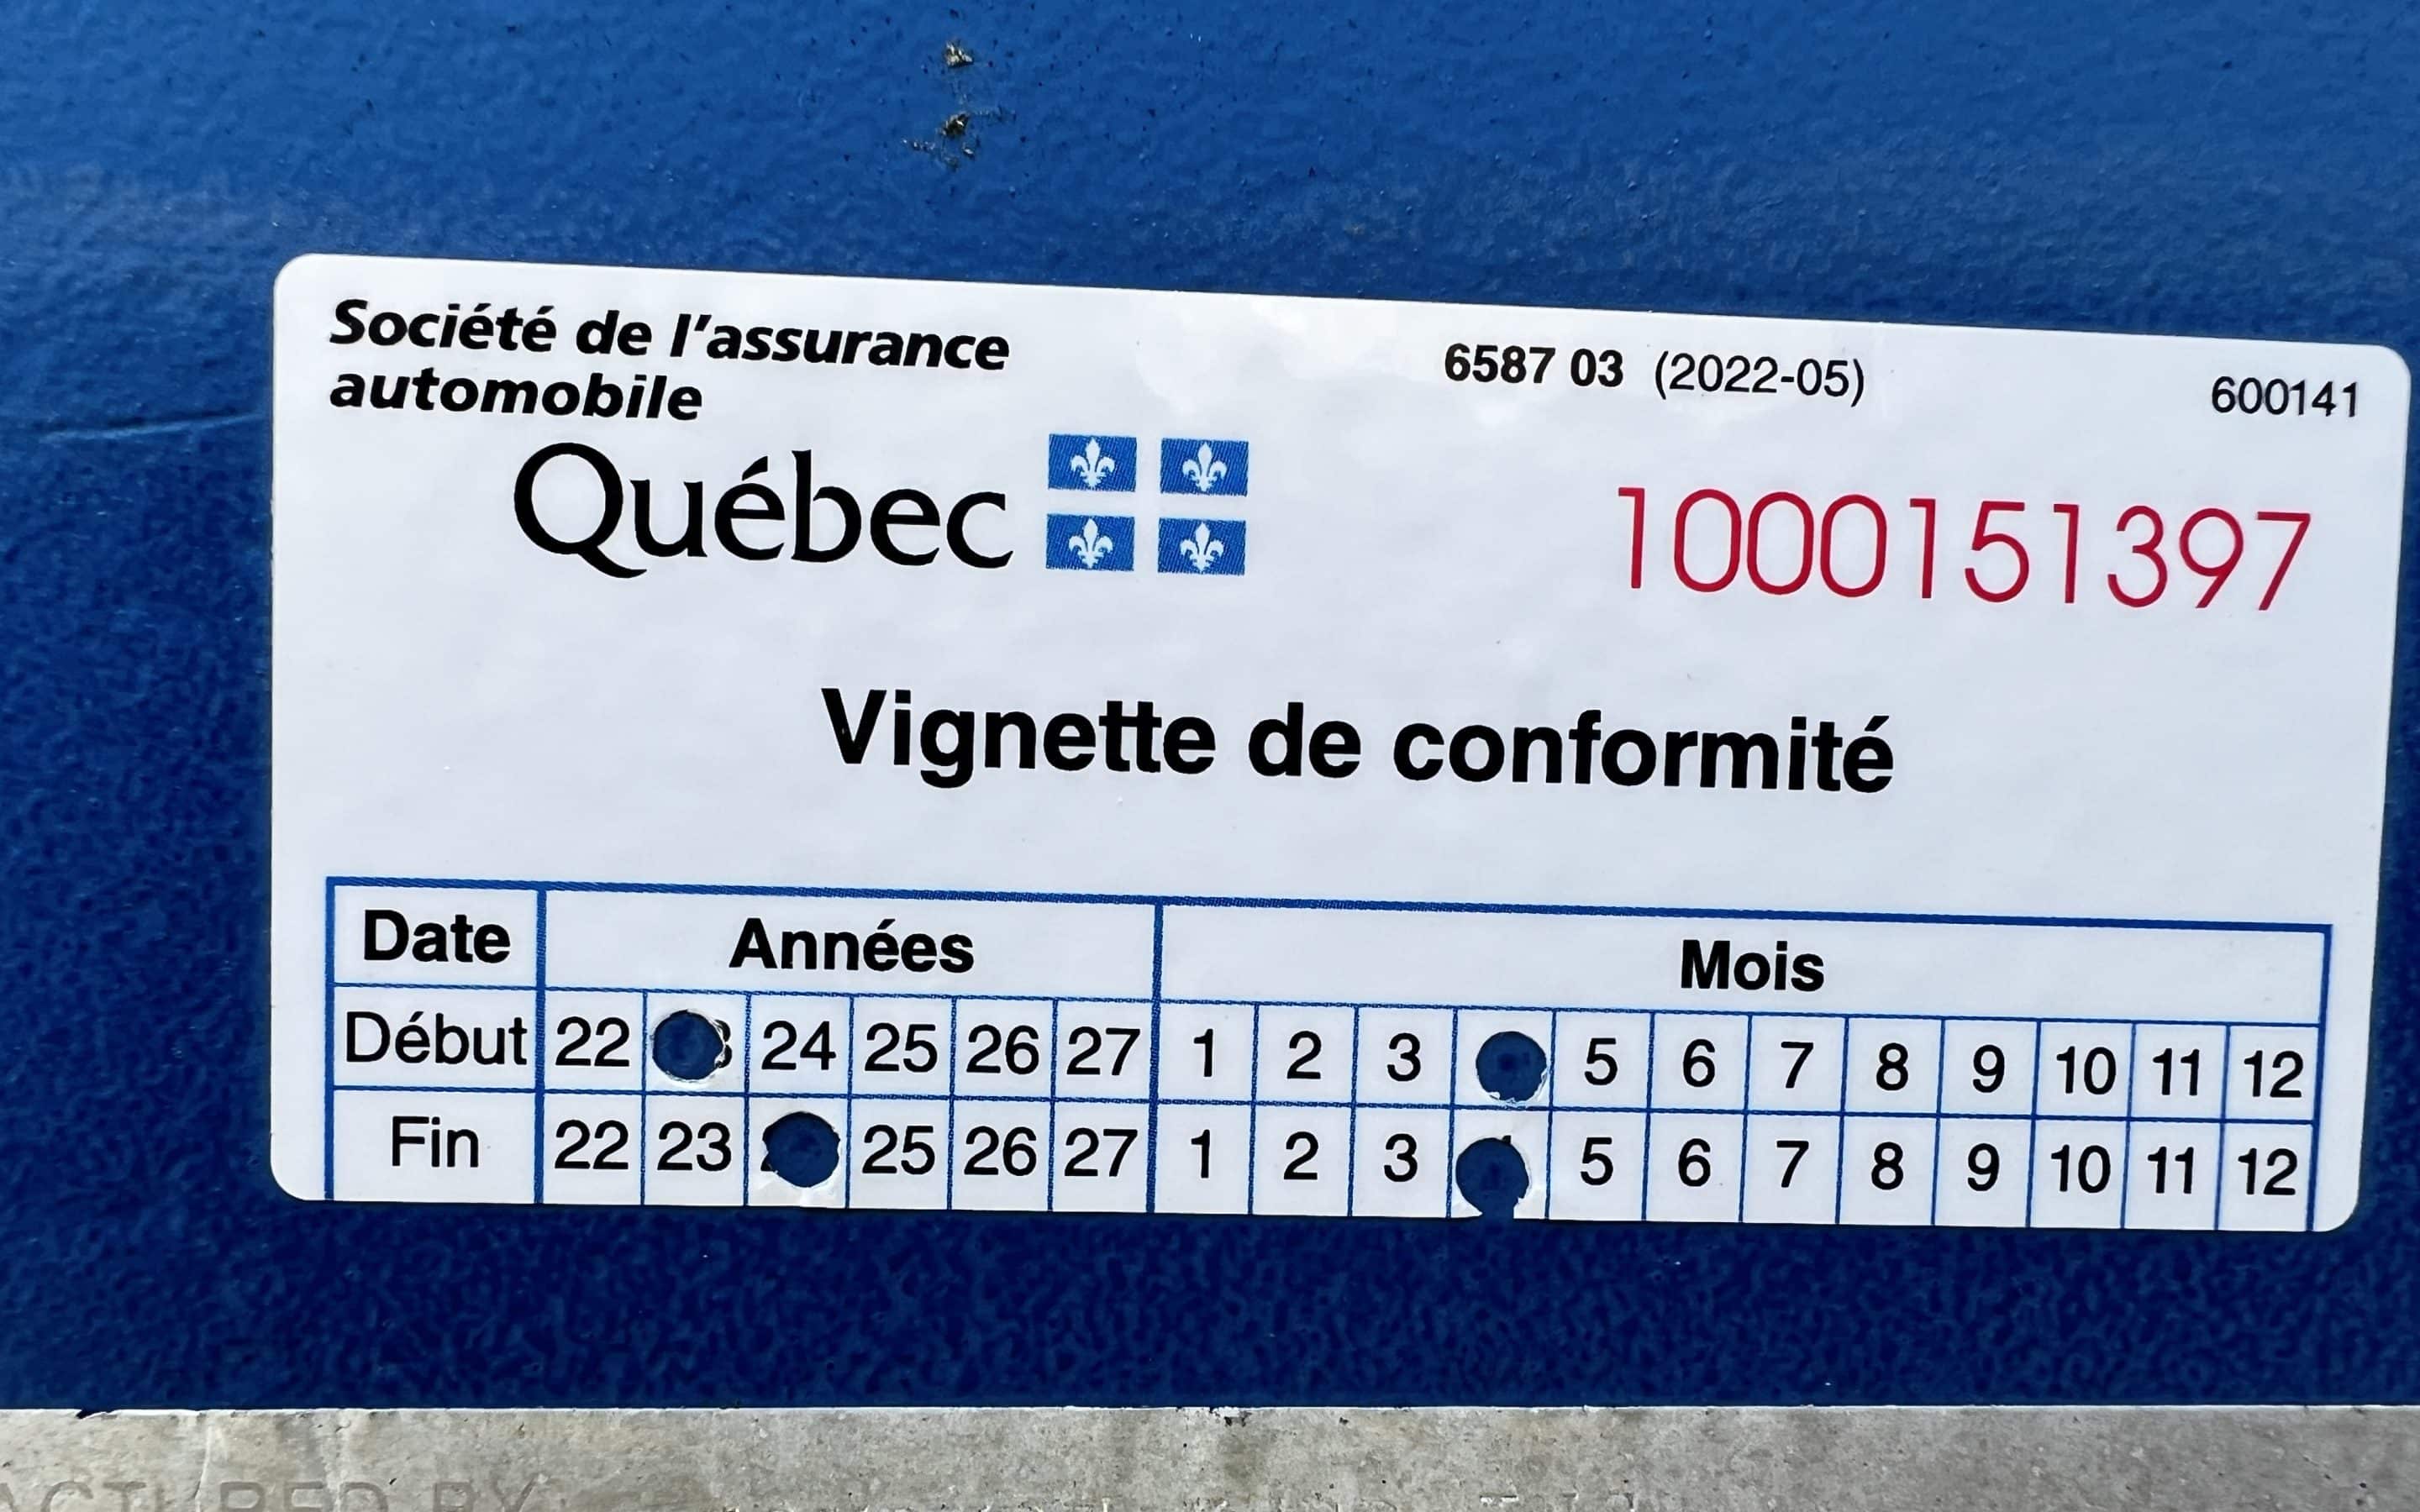 Société de l'assurance
automobile
Québec
6587 03 (2022-05)
600141
1000151397
Vignette de conformité
Date Années Mois
Début 22 24 25 26 27 1 2 3 5 6 7 8 9 10 11 12
Fin 22 23 25 26 27 1 2 3 5 6 7 8 9 10 11 12